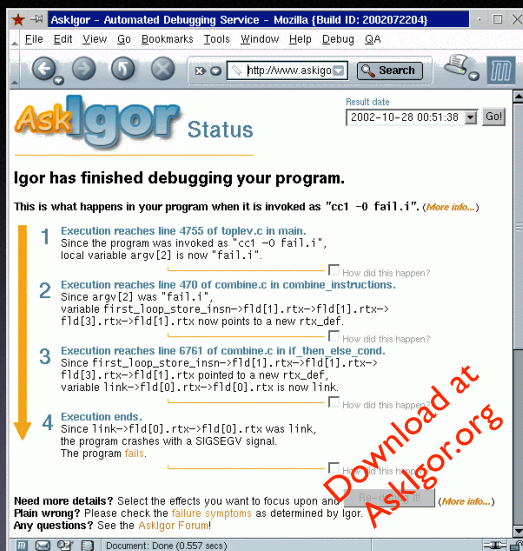 AskIgor - Automated Debugging Service - Mozilla {Build ID: 2002072204}
File Edit View Go Bookmarks Tools Window Help Debug QA
http://www.askigo Search
AskIgor Status
Result date
2002-10-28 00:51:38 Go!
Igor has finished debugging your program.
This is what happens in your program when it is invoked as "cc1 -O fail.i". (More info...)
1 Execution reaches line 4755 of toplev.c in main.
Since the program was invoked as "cc1 -O fail.i",
local variable argv[2] is now "fail.i".
How did this happen?
2 Execution reaches line 470 of combine.c in combine_instructions.
Since argv[2] was "fail.i",
variable first_loop_store_insn->fld[1].rtx->fld[1].rtx->
fld[3].rtx->fld[1].rtx now points to a new rtx_def.
How did this happen?
3 Execution reaches line 6761 of combine.c in if_then_else_cond.
Since first_loop_store_insn->fld[1].rtx->fld[1].rtx->
fld[3].rtx->fld[1].rtx pointed to a new rtx_def,
variable link->fld[0].rtx->fld[0].rtx is now link.
How did this happen?
4 Execution ends.
Since link->fld[0].rtx->fld[0].rtx was link,
the program crashes with a SIGSEGV signal.
The program fails.
How did this happen?
Download at
AskIgor.org
Need more details? Select the effects you want to focus upon and Re-debug it! (More info...)
Plain wrong? Please check the failure symptoms as determined by Igor.
Any questions? See the AskIgor Forum!
Document: Done (0.557 secs)